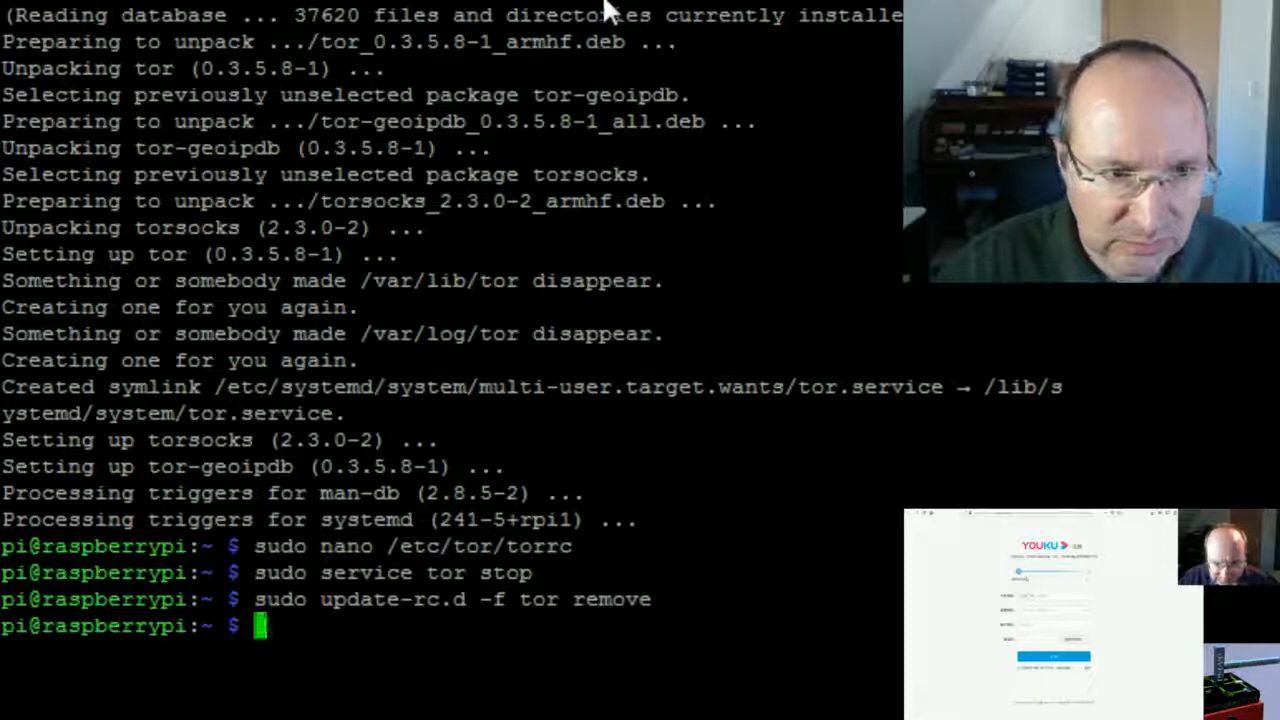 (Reading database ... 37620 files and directories currently installe
Preparing to unpack .../tor_0.3.5.8-1_armhf.deb ...
Unpacking tor (0.3.5.8-1) ...
Selecting previously unselected package tor-geoipdb.
Preparing to unpack .../tor-geoipdb_0.3.5.8-1_all.deb ...
Unpacking tor-geoipdb (0.3.5.8-1) ...
Selecting previously unselected package torsocks.
Preparing to unpack .../torsocks_2.3.0-2_armhf.deb ...
Unpacking torsocks (2.3.0-2) ...
Setting up tor (0.3.5.8-1) ...
Something or somebody made /var/lib/tor disappear.
Creating one for you again.
Something or somebody made /var/log/tor disappear.
Creating one for you again.
Created symlink /etc/systemd/system/multi-user.target.wants/tor.service → /lib/s
ystemd/system/tor.service.
Setting up torsocks (2.3.0-2) ...
Setting up tor-geoipdb (0.3.5.8-1) ...
Processing triggers for man-db (2.8.5-2) ...
Processing triggers for systemd (241-5+rpi1) ...
pi@raspberrypi:~ $ sudo nano /etc/tor/torrc
pi@raspberrypi:~ $ sudo service tor stop
pi@raspberrypi:~ $ sudo update-rc.d -f tor remove
pi@raspberrypi:~ $
YOUKU